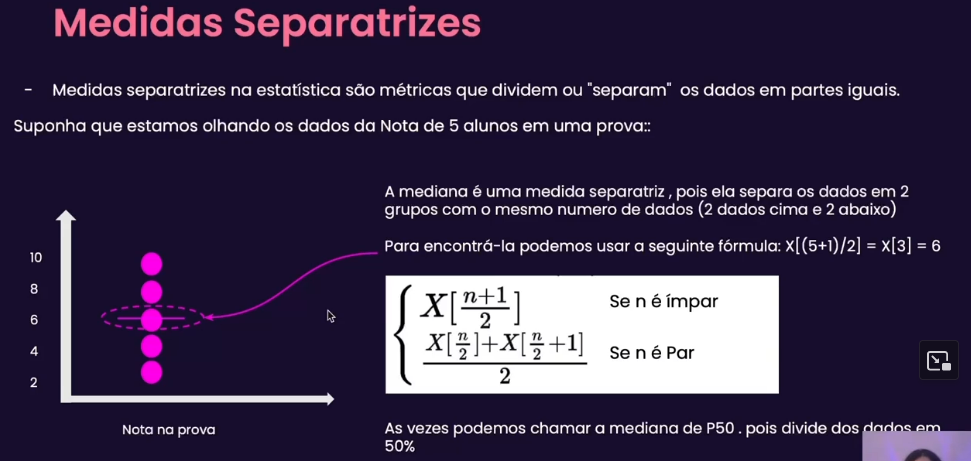 Medidas Separatrizes
- Medidas separatrizes na estatística são métricas que dividem ou "separam" os dados em partes iguais.
Suponha que estamos olhando os dados da Nota de 5 alunos em uma prova::
A mediana é uma medida separatriz , pois ela separa os dados em 2
grupos com o mesmo numero de dados (2 dados cima e 2 abaixo)
Para encontrá-la podemos usar a seguinte fórmula: X[(5+1)/2] = X[3] = 6
10
8
6
4
2
Nota na prova
X[\frac{n+1}{2}] Se n é ímpar
\frac{X[\frac{n}{2}]+X[\frac{n}{2}+1]}{2} Se n é Par
As vezes podemos chamar a mediana de P50 . pois divide dos dados em
50%